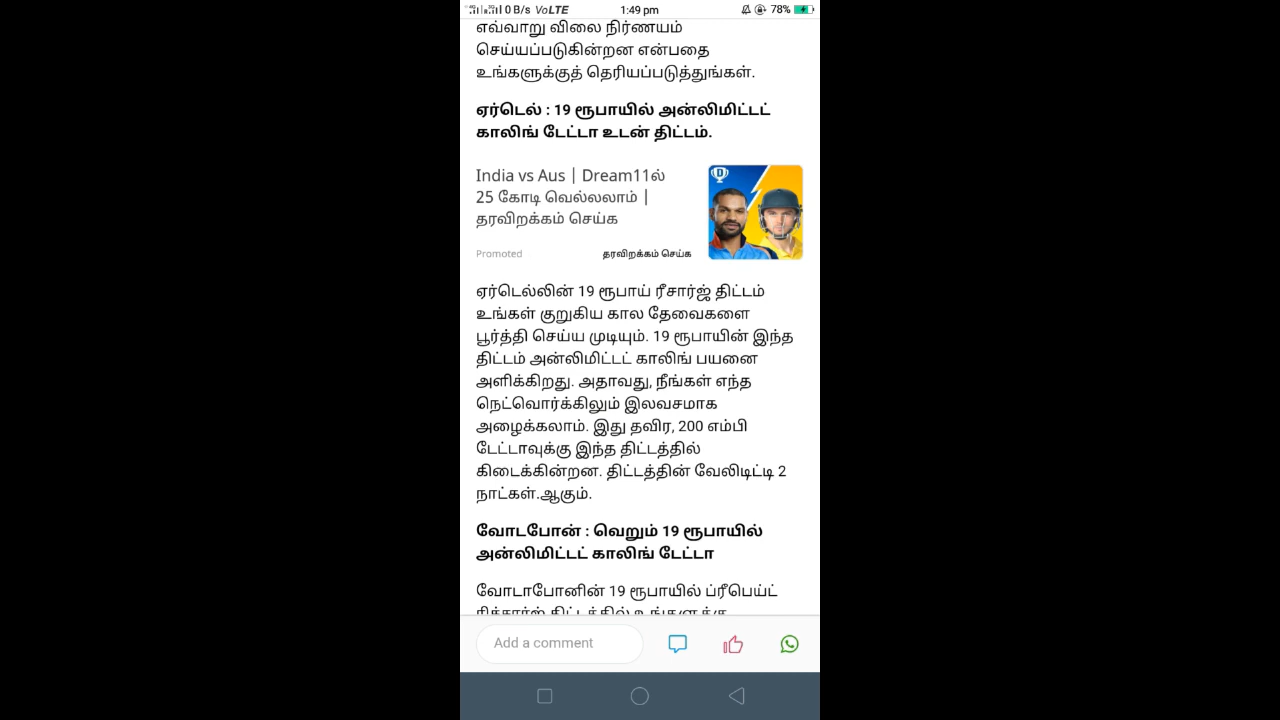 0 B/s VoLTE 1:49 pm 78%
எவ்வாறு விலை நிர்ணயம்
செய்யப்படுகின்றன என்பதை
உங்களுக்குத் தெரியப்படுத்துங்கள்.
ஏர்டெல் : 19 ரூபாயில் அன்லிமிட்டட்
காலிங் டேட்டா உடன் திட்டம்.
India vs Aus | Dream11ல்
25 கோடி வெல்லலாம் |
தரவிறக்கம் செய்க
Promoted தரவிறக்கம் செய்க
ஏர்டெல்லின் 19 ரூபாய் ரீசார்ஜ் திட்டம்
உங்கள் குறுகிய கால தேவைகளை
பூர்த்தி செய்ய முடியும். 19 ரூபாயின் இந்த
திட்டம் அன்லிமிட்டட் காலிங் பயனை
அளிக்கிறது. அதாவது, நீங்கள் எந்த
நெட்வொர்க்கிலும் இலவசமாக
அழைக்கலாம். இது தவிர, 200 எம்பி
டேட்டாவுக்கு இந்த திட்டத்தில்
கிடைக்கின்றன. திட்டத்தின் வேலிடிட்டி 2
நாட்கள்.ஆகும்.
வோடபோன் : வெறும் 19 ரூபாயில்
அன்லிமிட்டட் காலிங் டேட்டா
வோடாபோனின் 19 ரூபாயில் ப்ரீபெய்ட்
Add a comment